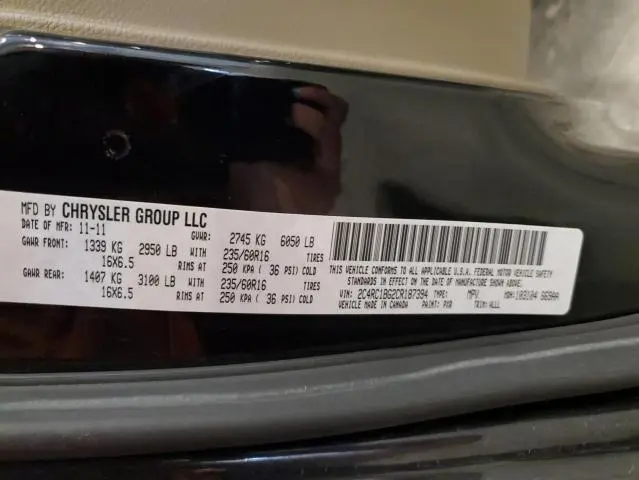 MFD BY CHRYSLER GROUP LLC
DATE OF MFR: 11-11 GVWR: 2745 KG 6050 LB
GAWR FRONT: 1339 KG 2950 LB WITH 235/60R16 TIRES
16X6.5 RIMS AT 250 KPA ( 36 PSI) COLD
GAWR REAR: 1407 KG 3100 LB WITH 235/60R16 TIRES
16X6.5 RIMS AT 250 KPA ( 36 PSI) COLD
THIS VEHICLE CONFORMS TO ALL APPLICABLE U.S.A. FEDERAL MOTOR VEHICLE SAFETY
STANDARDS IN EFFECT ON THE DATE OF MANUFACTURE SHOWN ABOVE.
VIN: 2C4RC1BG2CR187394 TYPE: MPV
VEHICLE MADE IN CANADA PAINT: PXR TRIM: